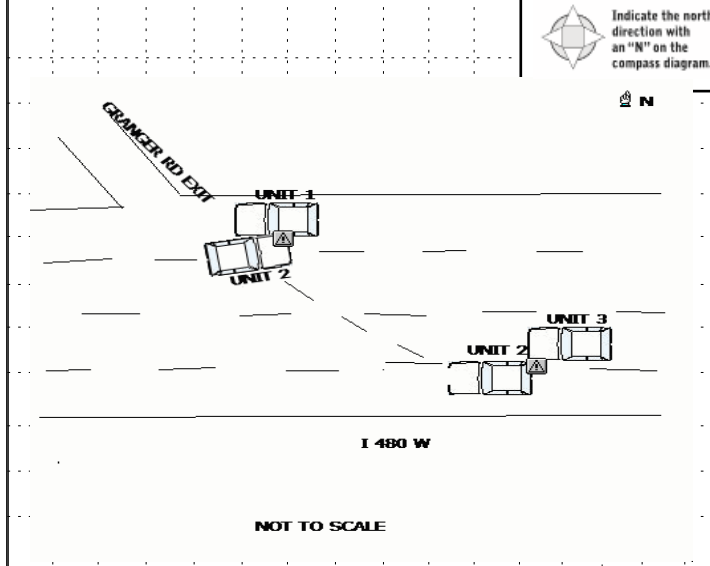 Indicate the north
direction with
an "N" on the
compass diagram.
N
GRANGER RD EXIT
UNIT 1
UNIT 2
UNIT 3
UNIT 2
I 480 W
NOT TO SCALE